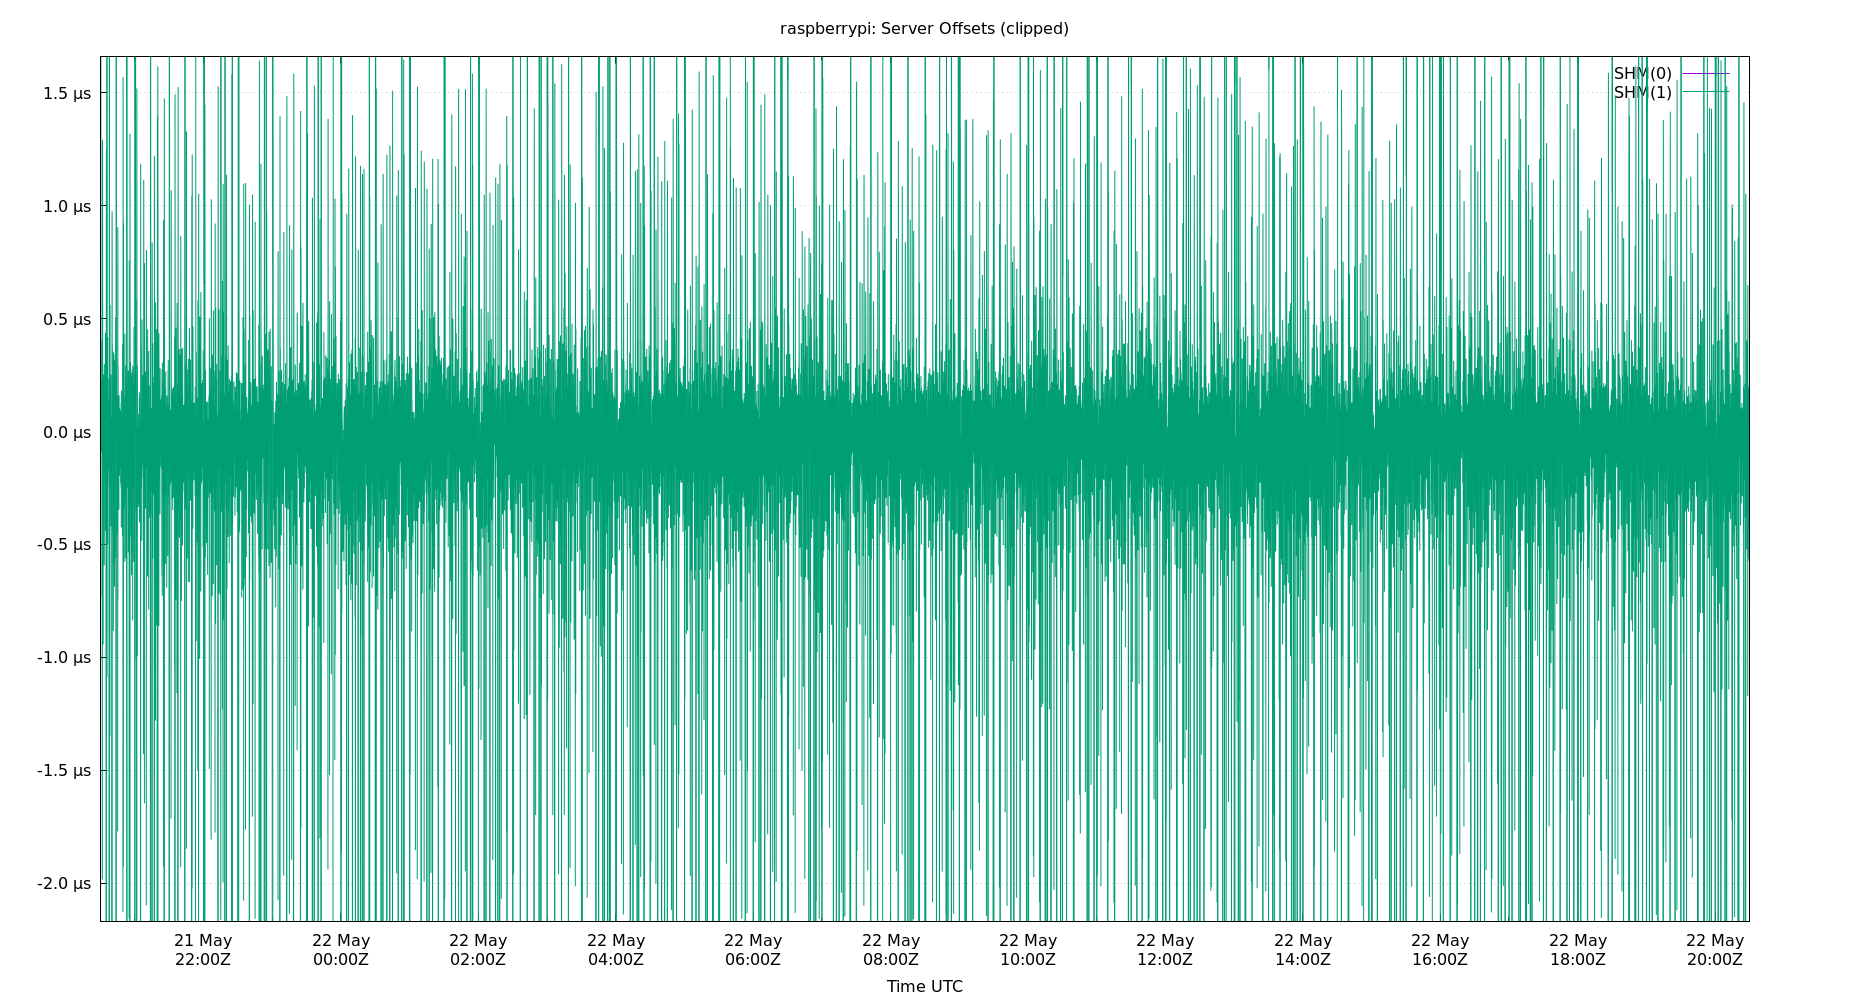 raspberrypi: Server Offsets (clipped)
SHM(0)
SHM(1)
1.5 µs
1.0 µs
0.5 µs
0.0 µs
-0.5 µs
-1.0 µs
-1.5 µs
-2.0 µs
21 May 22 May 22 May 22 May 22 May 22 May 22 May 22 May 22 May 22 May 22 May 22 May
22:00Z 00:00Z 02:00Z 04:00Z 06:00Z 08:00Z 10:00Z 12:00Z 14:00Z 16:00Z 18:00Z 20:00Z
Time UTC